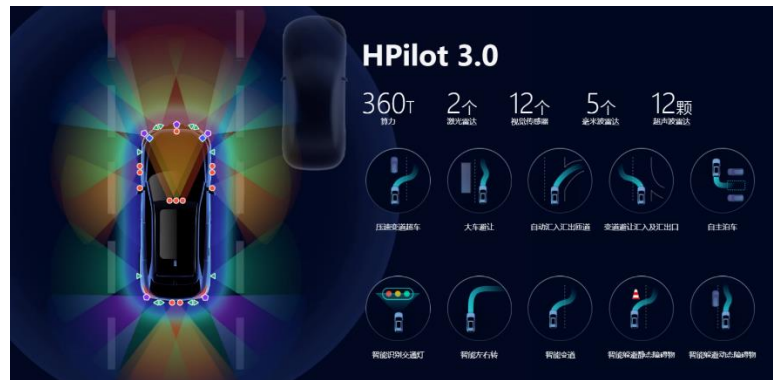 HPilot 3.0
360T 2个 12个 5个 12颗
算力 激光雷达 视觉传感器 毫米波雷达 超声波雷达
压速变道超车 大车避让 自动汇入汇出匝道 变道避让汇入及汇出口 自主泊车
智能识别交通灯 智能左右转 智能变道 智能躲避静态障碍物 智能躲避动态障碍物